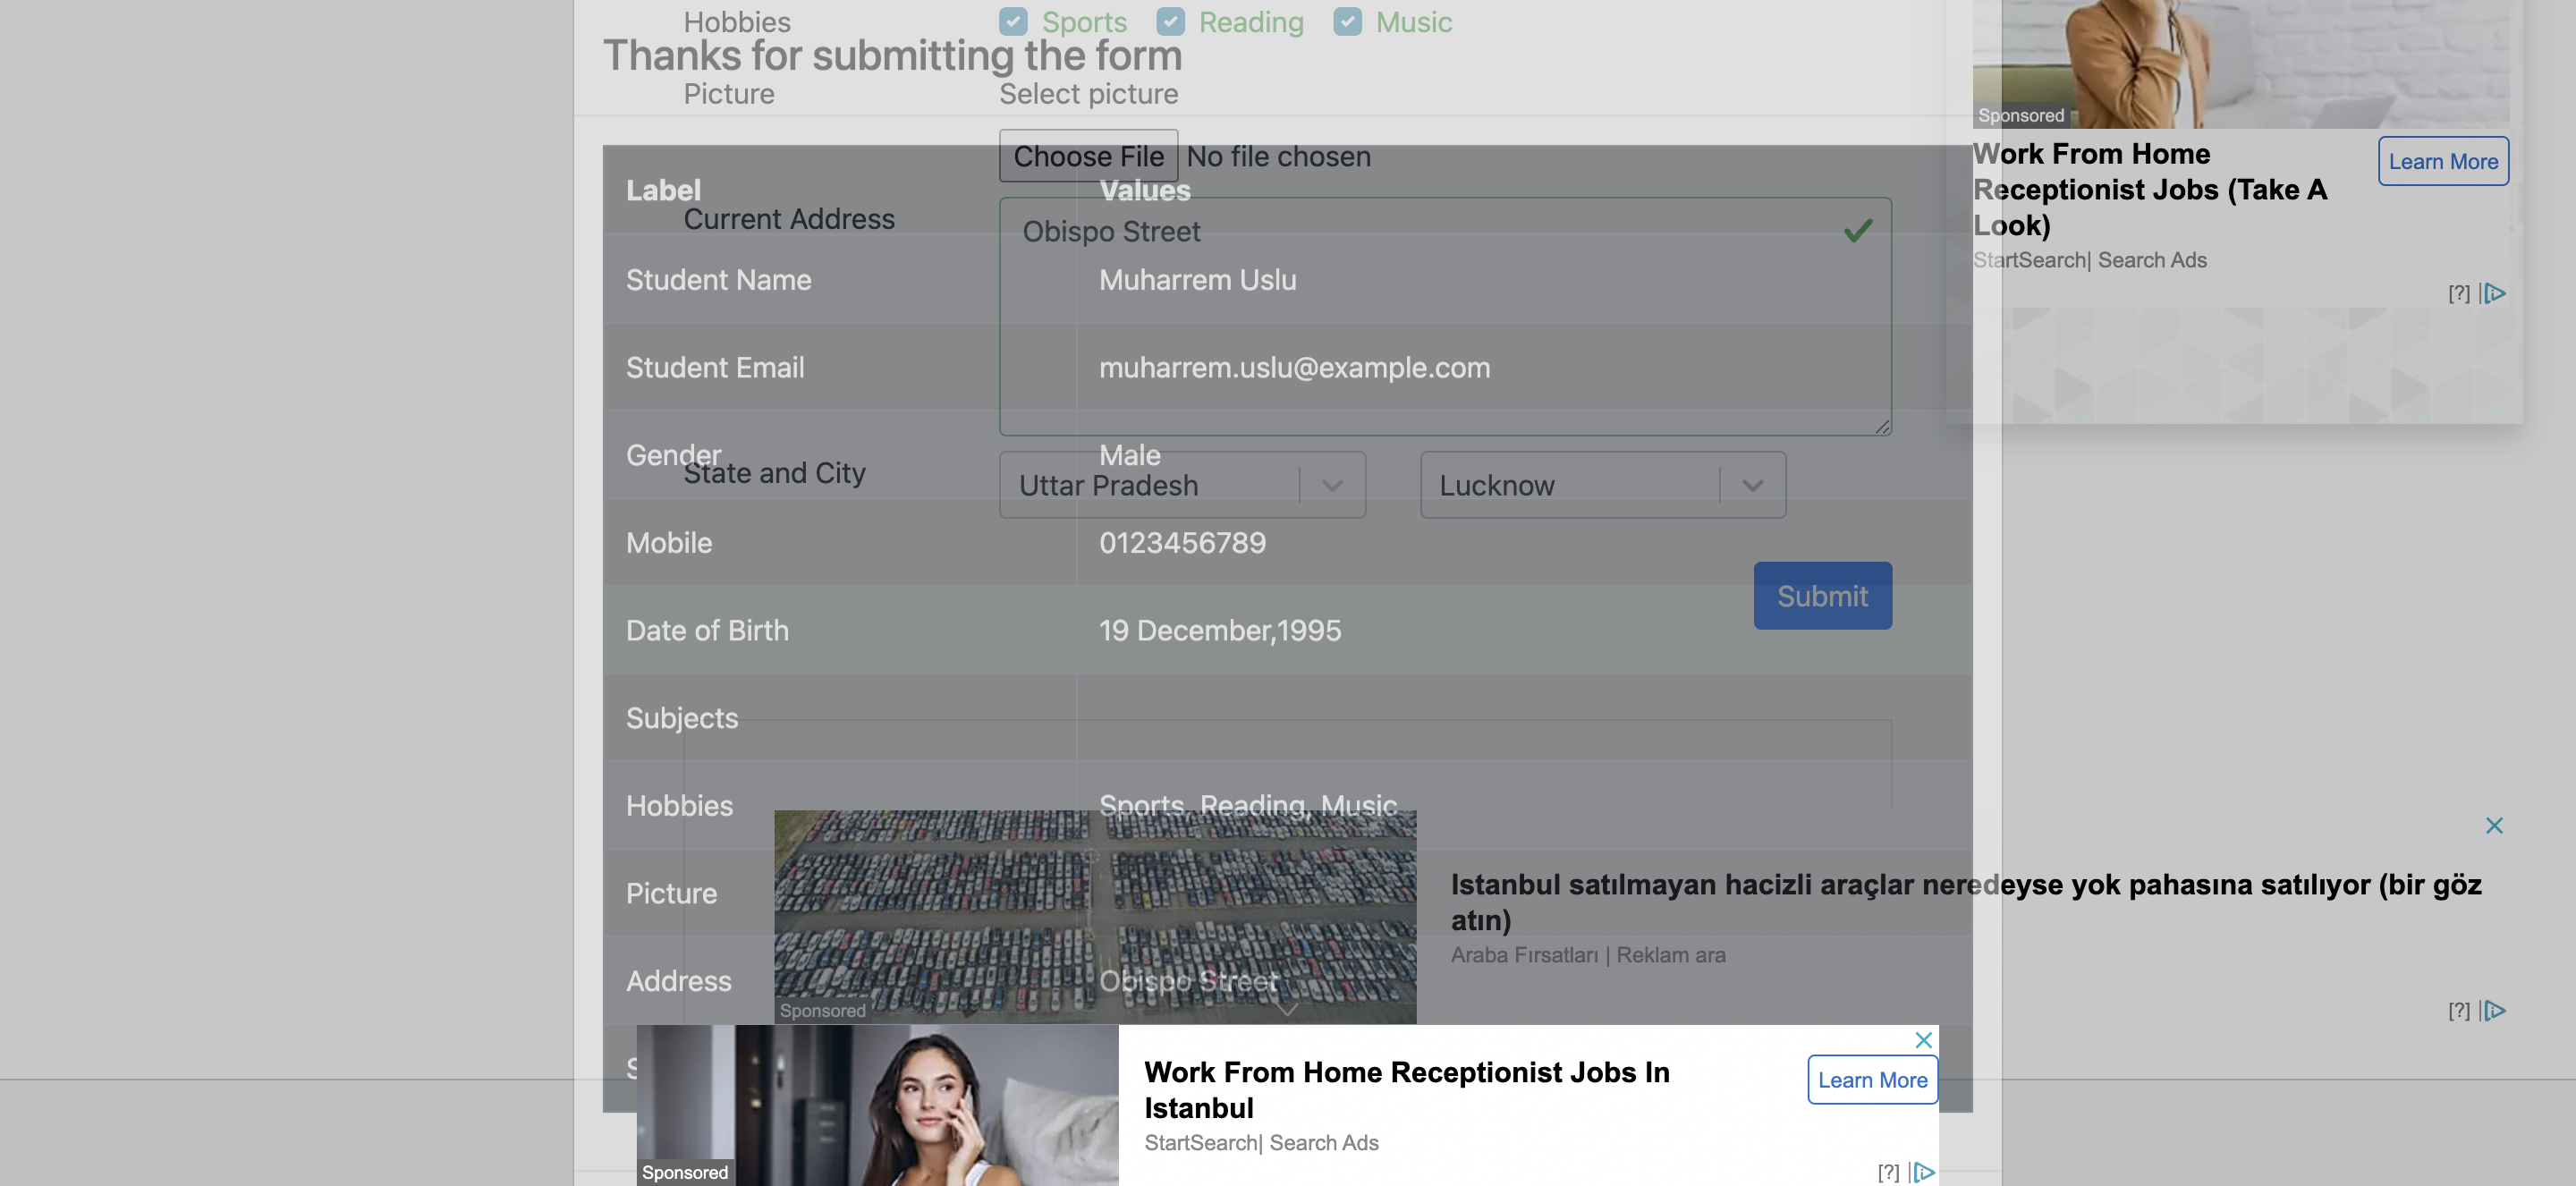 Hobbies Sports Reading Music
Thanks for submitting the form
Picture Select picture
Choose File No file chosen
Label Values
Current Address Obispo Street
Student Name Muharrem Uslu
Student Email muharrem.uslu@example.com
Gender Male
State and City Uttar Pradesh Lucknow
Mobile 0123456789
Submit
Date of Birth 19 December,1995
Subjects
Hobbies Sports, Reading, Music
Picture
Address Obispo Street
S
Sponsored
Work From Home
Receptionist Jobs (Take A
Look)
Learn More
StartSearch| Search Ads
[?]
Istanbul satılmayan hacizli araçlar neredeyse yok pahasına satılıyor (bir göz
atın)
Araba Fırsatları | Reklam ara
Sponsored
[?]
Work From Home Receptionist Jobs In
Istanbul
Learn More
StartSearch| Search Ads
Sponsored
[?]